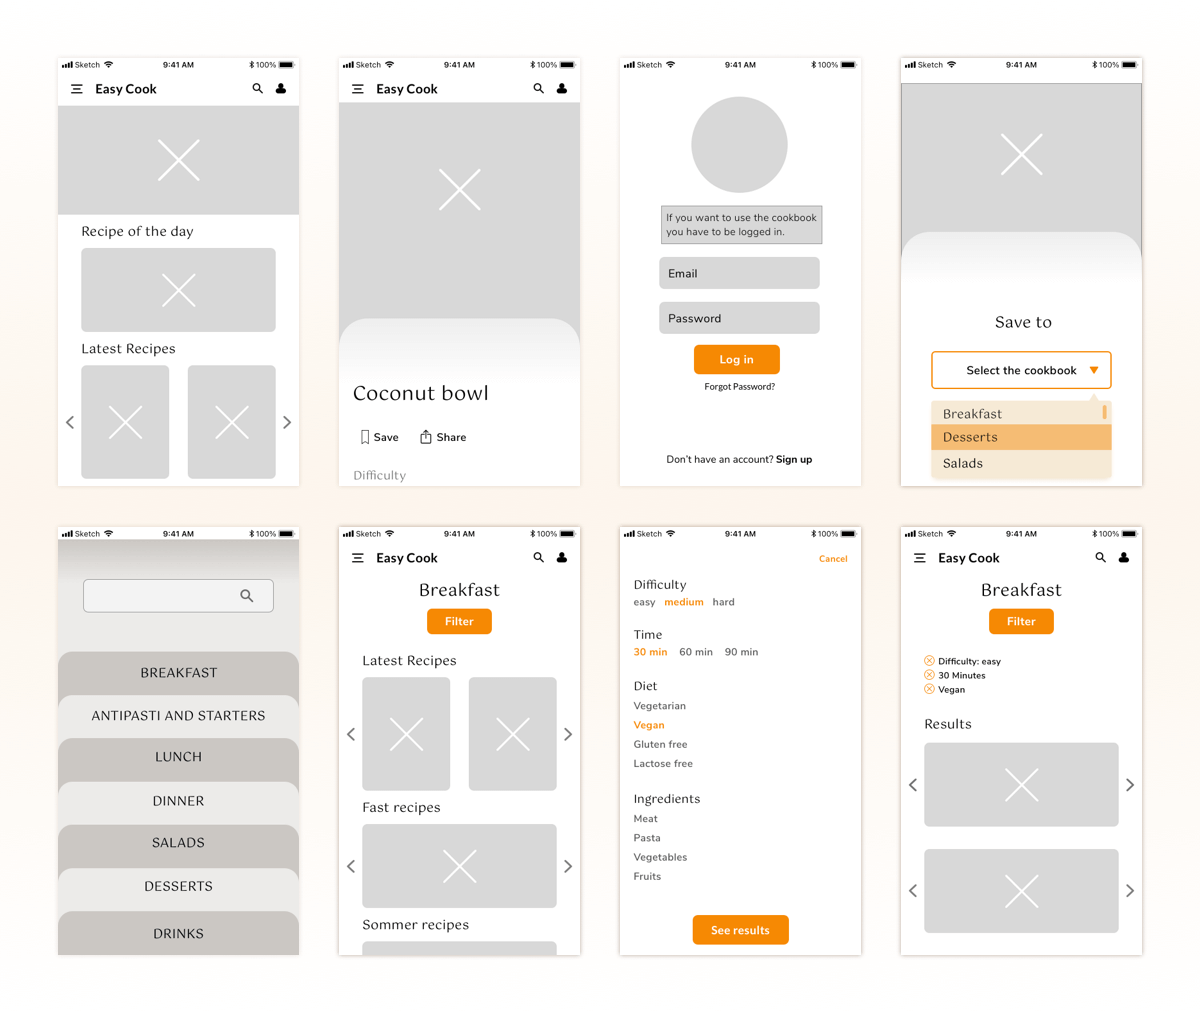 Sketch 9:41 AM 100%
Easy Cook
Recipe of the day
Latest Recipes
Sketch 9:41 AM 100%
Easy Cook
Coconut bowl
Save Share
Difficulty
Sketch 9:41 AM 100%
If you want to use the cookbook
you have to be logged in.
Email
Password
Log in
Forgot Password?
Don't have an account? Sign up
Sketch 9:41 AM 100%
Save to
Select the cookbook
Breakfast
Desserts
Salads
Sketch 9:41 AM 100%
BREAKFAST
ANTIPASTI AND STARTERS
LUNCH
DINNER
SALADS
DESSERTS
DRINKS
Sketch 9:41 AM 100%
Easy Cook
Breakfast
Filter
Latest Recipes
Fast recipes
Sommer recipes
Sketch 9:41 AM 100%
Cancel
Difficulty
easy medium hard
Time
30 min 60 min 90 min
Diet
Vegetarian
Vegan
Gluten free
Lactose free
Ingredients
Meat
Pasta
Vegetables
Fruits
See results
Sketch 9:41 AM 100%
Easy Cook
Breakfast
Filter
Difficulty: easy
30 Minutes
Vegan
Results